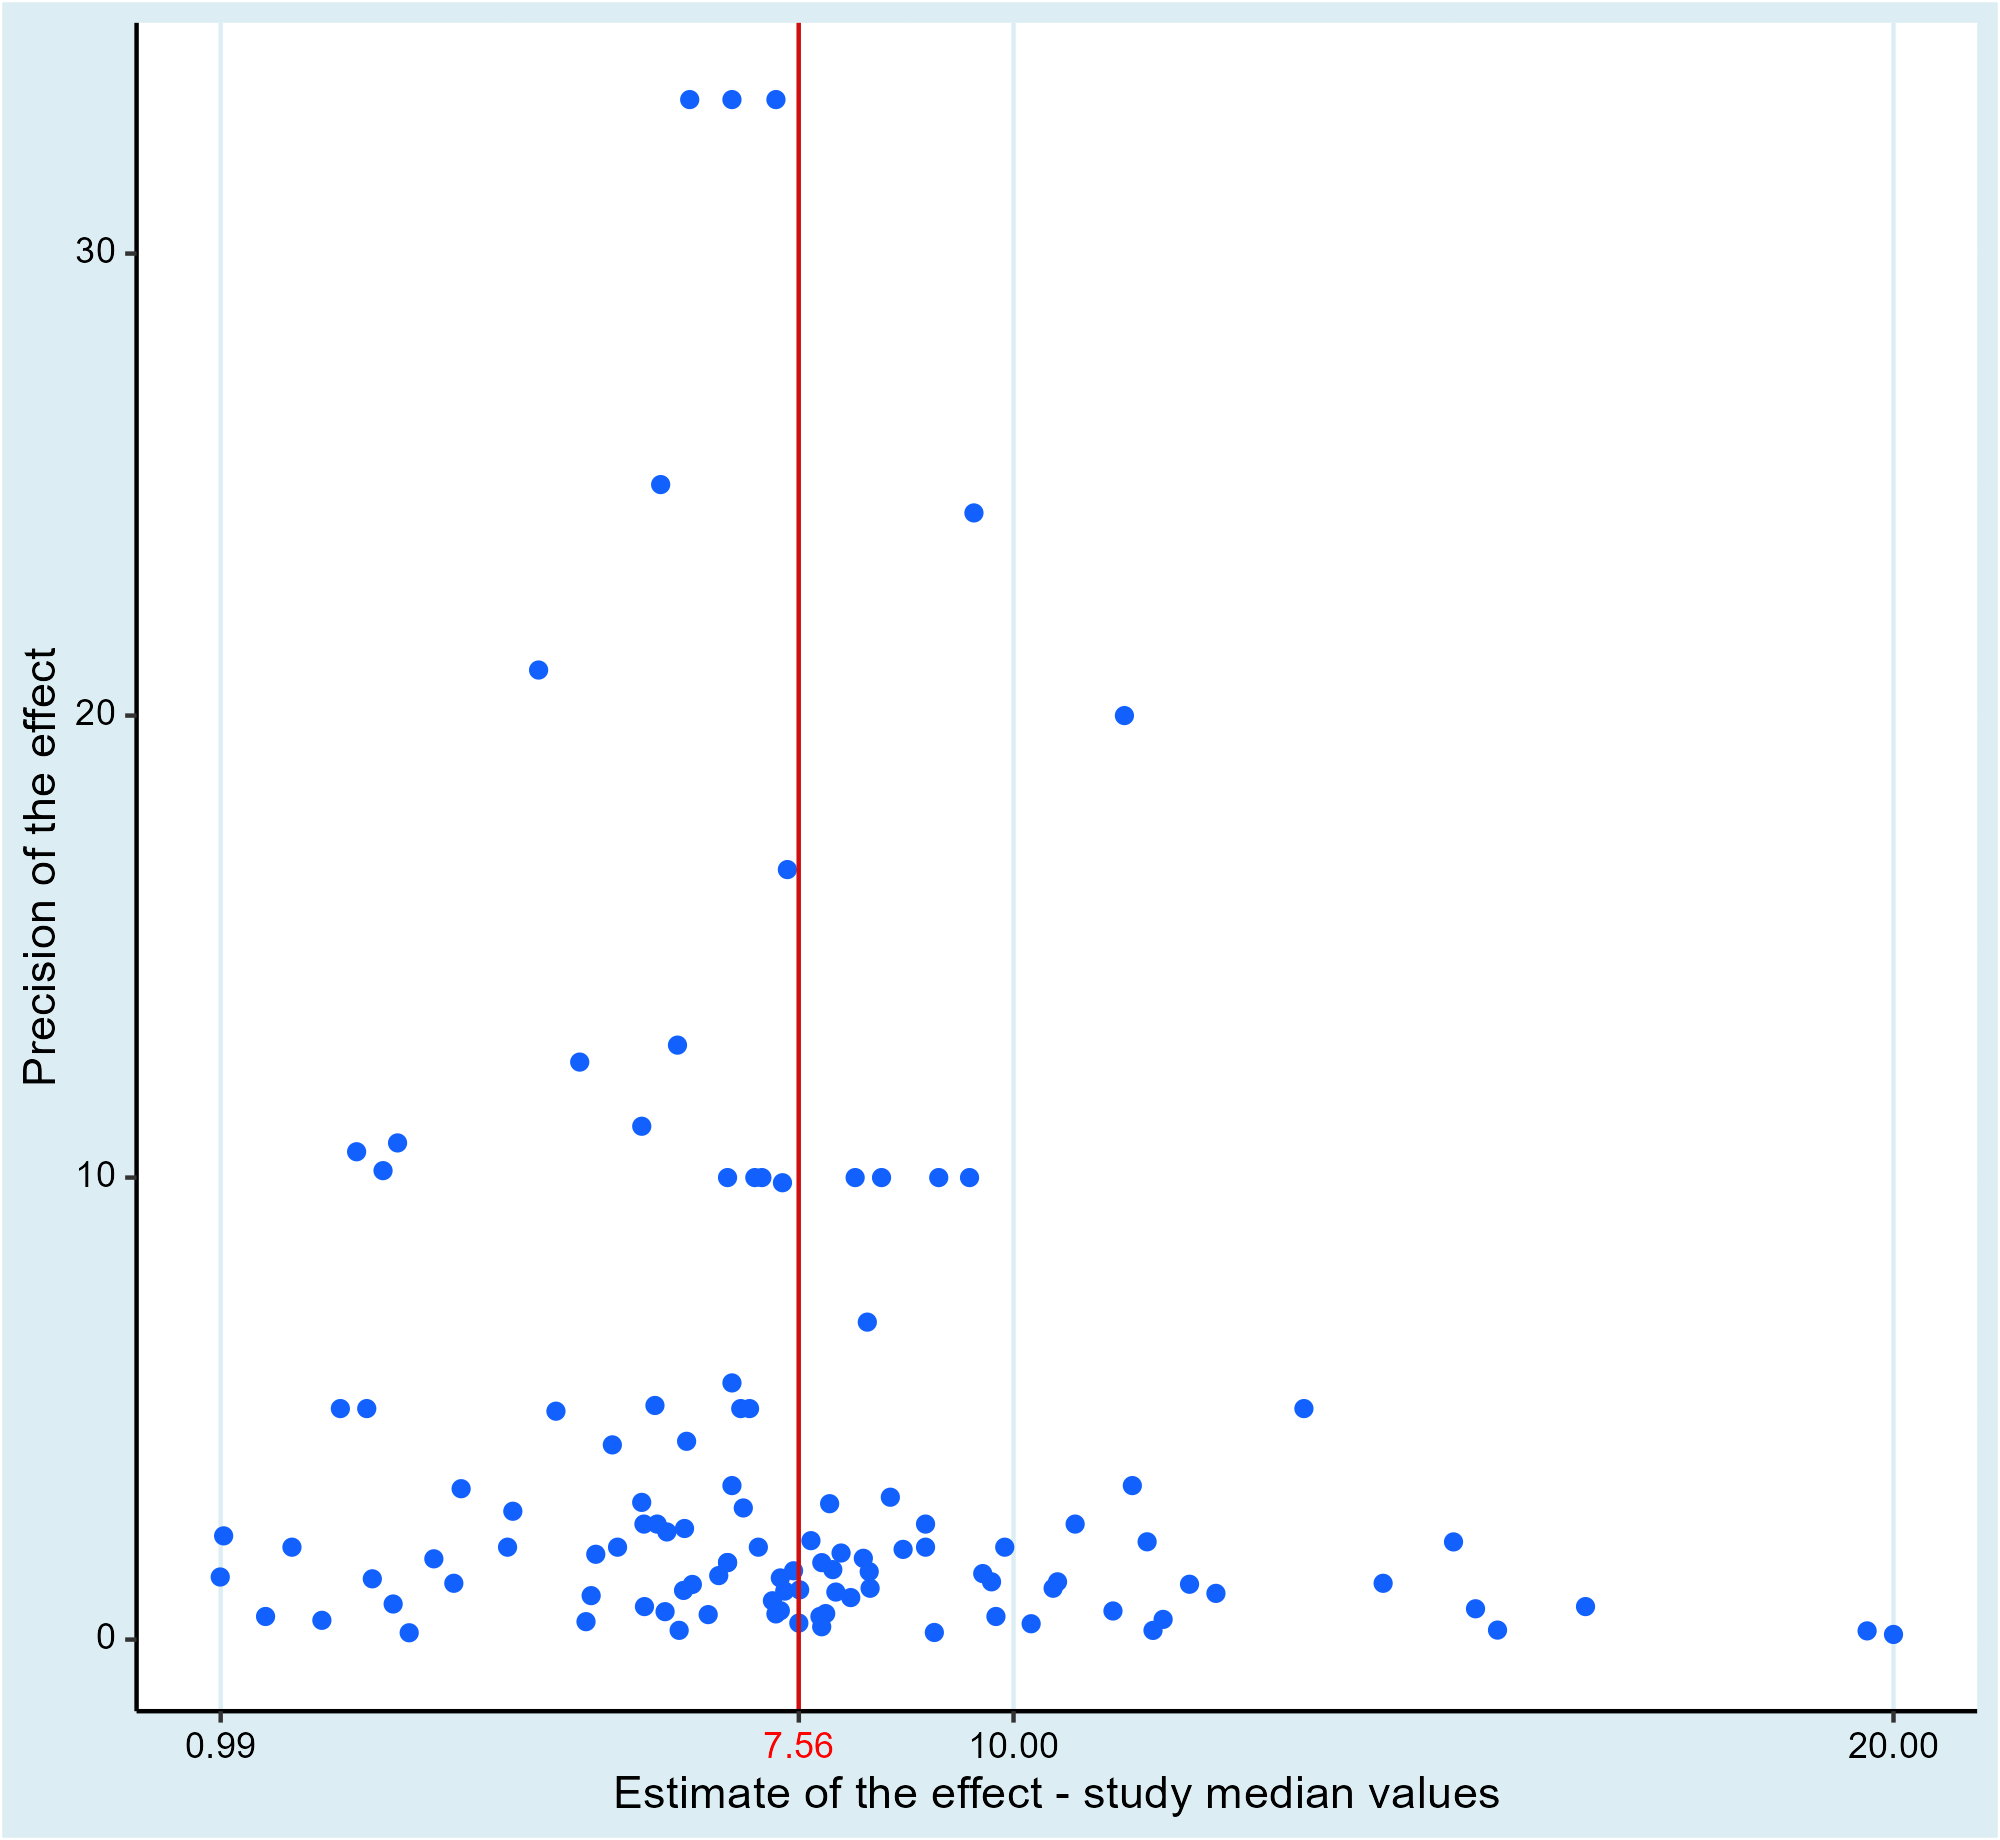 Precision of the effect
30
20
10
0
0.99 7.56 10.00 20.00
Estimate of the effect - study median values